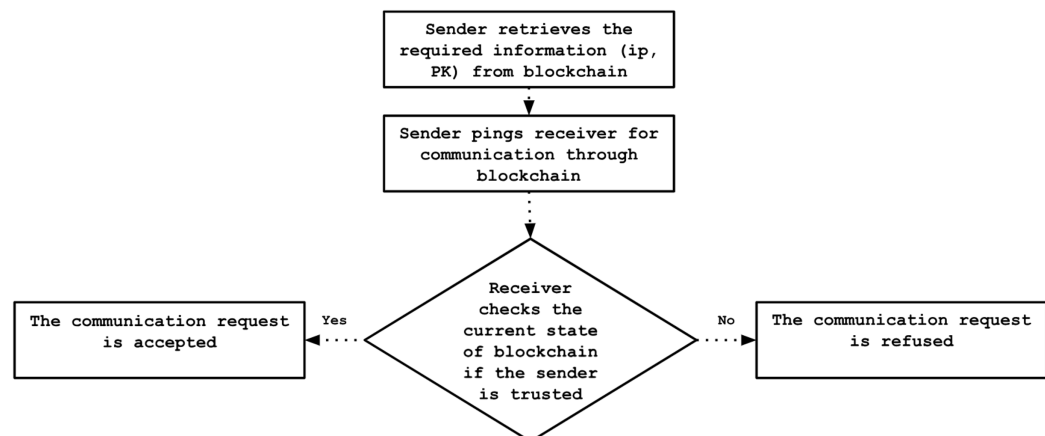 Sender retrieves the
required information (ip,
PK) from blockchain
Sender pings receiver for
communication through
blockchain
Receiver
checks the
current state
of blockchain
if the sender
is trusted
Yes
No
The communication request
is accepted
The communication request
is refused